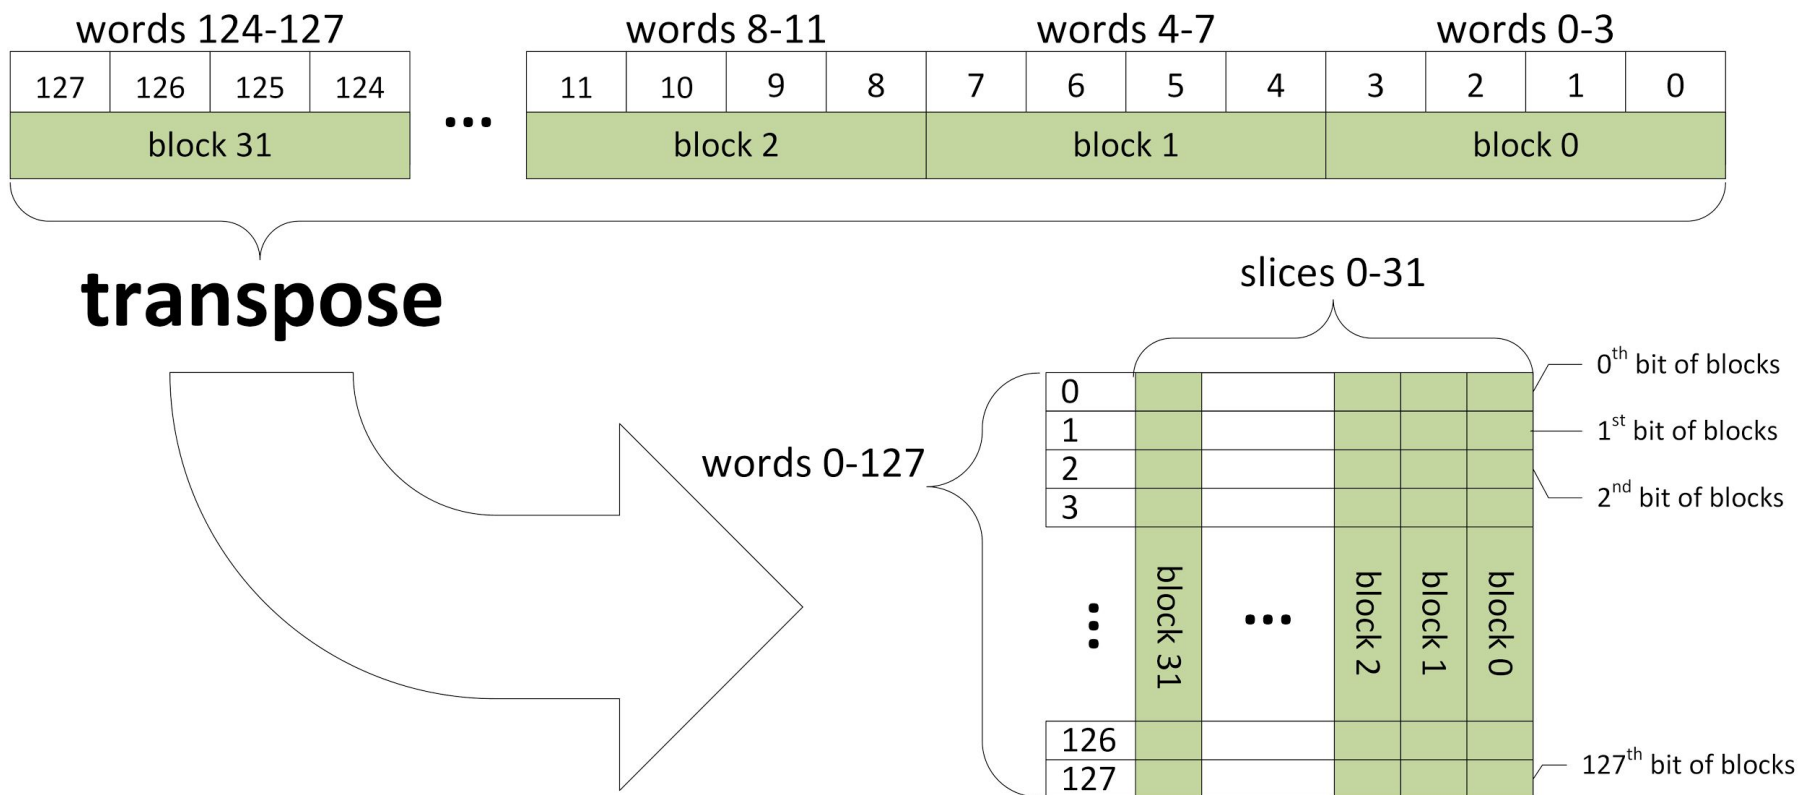 words 124-127 words 8-11 words 4-7 words 0-3
127 126 125 124 ... 11 10 9 8 7 6 5 4 3 2 1 0
block 31 block 2 block 1 block 0
transpose
slices 0-31
0th bit of blocks
0
1st bit of blocks
1
words 0-127
2
2nd bit of blocks
3
block 31 ... block 2 block 1 block 0
126
127th bit of blocks
127